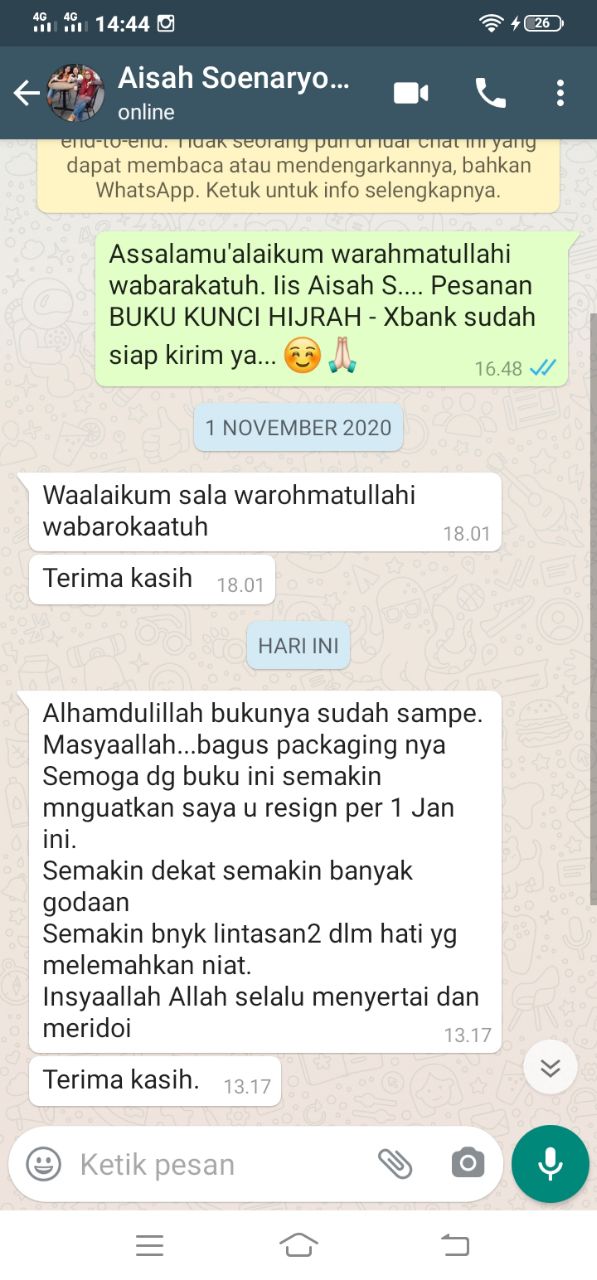 4G 4G 14:44 26
Aisah Soenaryo...
online
end-to-end. Tidak seorang pun di luar chat ini yang
dapat membaca atau mendengarkannya, bahkan
WhatsApp. Ketuk untuk info selengkapnya.
Assalamu'alaikum warahmatullahi
wabarakatuh. Iis Aisah S.... Pesanan
BUKU KUNCI HIJRAH - Xbank sudah
siap kirim ya... ☺️🙏🏻
16.48
1 NOVEMBER 2020
Waalaikum sala warohmatullahi
wabarokaatuh
18.01
Terima kasih 18.01
HARI INI
Alhamdulillah bukunya sudah sampe.
Masyaallah...bagus packaging nya
Semoga dg buku ini semakin
mnguatkan saya u resign per 1 Jan
ini.
Semakin dekat semakin banyak
godaan
Semakin bnyk lintasan2 dlm hati yg
melemahkan niat.
Insyaallah Allah selalu menyertai dan
meridoi
13.17
Terima kasih. 13.17
Ketik pesan